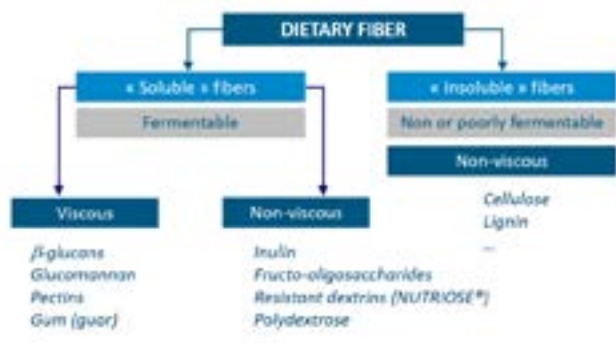 DIETARY FIBER
« Soluble » fibers
Fermentable
« Insoluble » fibers
Non or poorly fermentable
Non-viscous
Viscous
β-glucans
Glucomannan
Pectins
Gum (guar)
Non-viscous
Inulin
Fructo-oligosaccharides
Resistant dextrins (NUTRIOSE®)
Polydextrose
Cellulose
Lignin
...